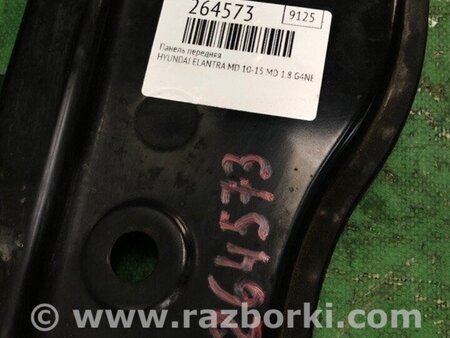 264573
9125
Панель передняя
HYUNDAI ELANTRA MD 10-15 MD 1.8 G4NB
264573
www.razborki.com